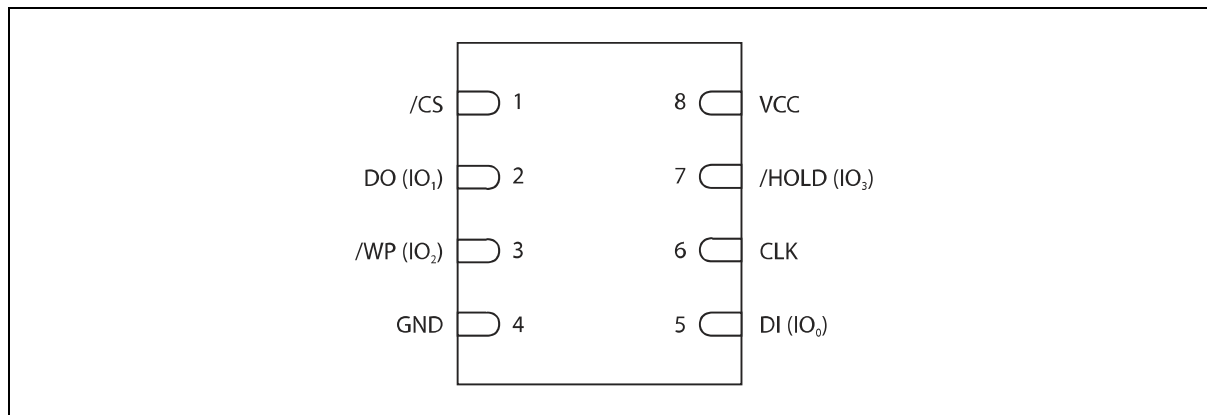 /CS 1 8 VCC
DO (IO₁) 2 7 /HOLD (IO₃)
/WP (IO₂) 3 6 CLK
GND 4 5 DI (IO₀)